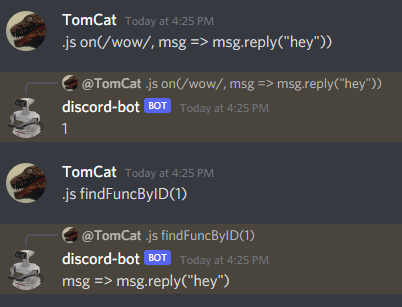 TomCat Today at 4:25 PM
.js on(/wow/, msg => msg.reply("hey"))
@TomCat .js on(/wow/, msg => msg.reply("hey"))
discord-bot BOT Today at 4:25 PM
1
TomCat Today at 4:25 PM
.js findFuncByID(1)
@TomCat .js findFuncByID(1)
discord-bot BOT Today at 4:25 PM
msg => msg.reply("hey")